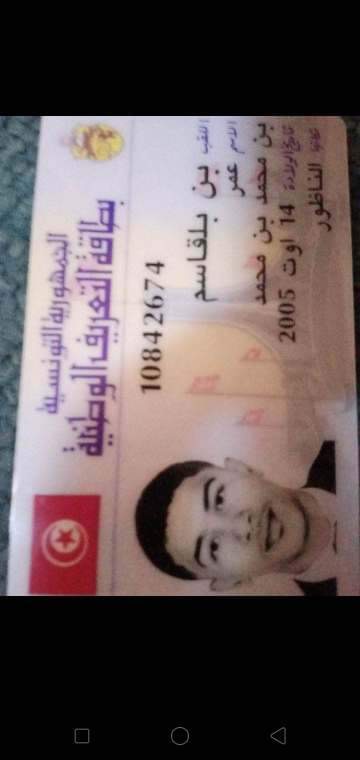 الجمهورية التونسية
بطاقة التعريف الوطنية
10842674
اللقب بن بلقاسم
الاسم عمر
بن محمد بن محمد
تاريخ الولادة 14 اوت 2005
مكانها الناظور